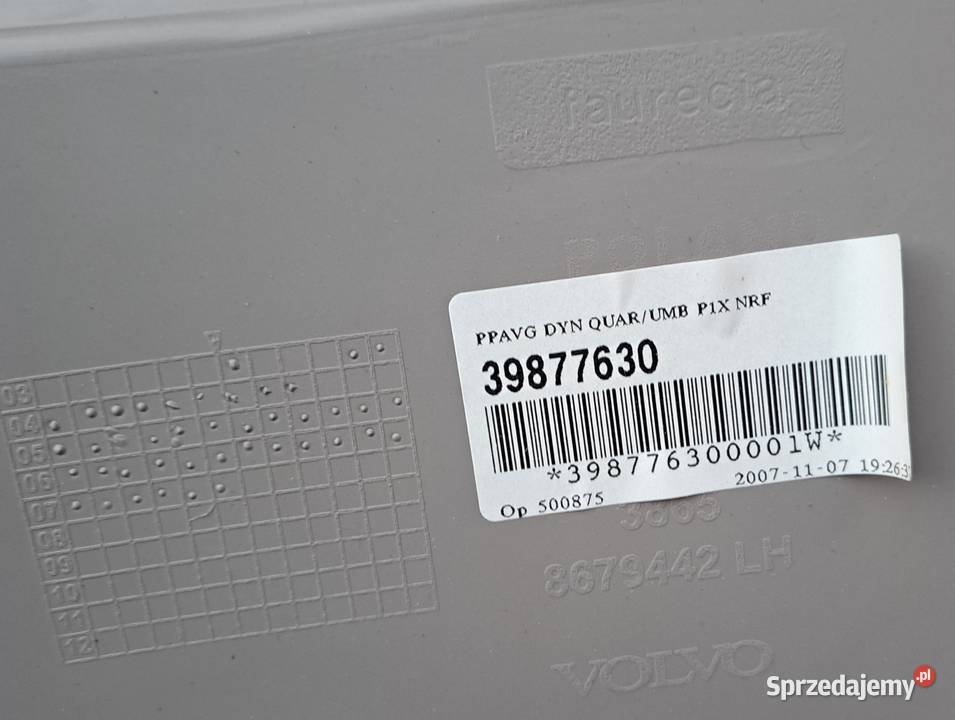 faurecia
POLAND
PPAVG DYN QUAR/UMB P1X NRF
39877630
*398776300001W*
2007-11-07 19:26:3
Op 500875
8679442 LH
VOLVO
03
04
05
06
07
08
09
10
11
12
Sprzedajemy.pl